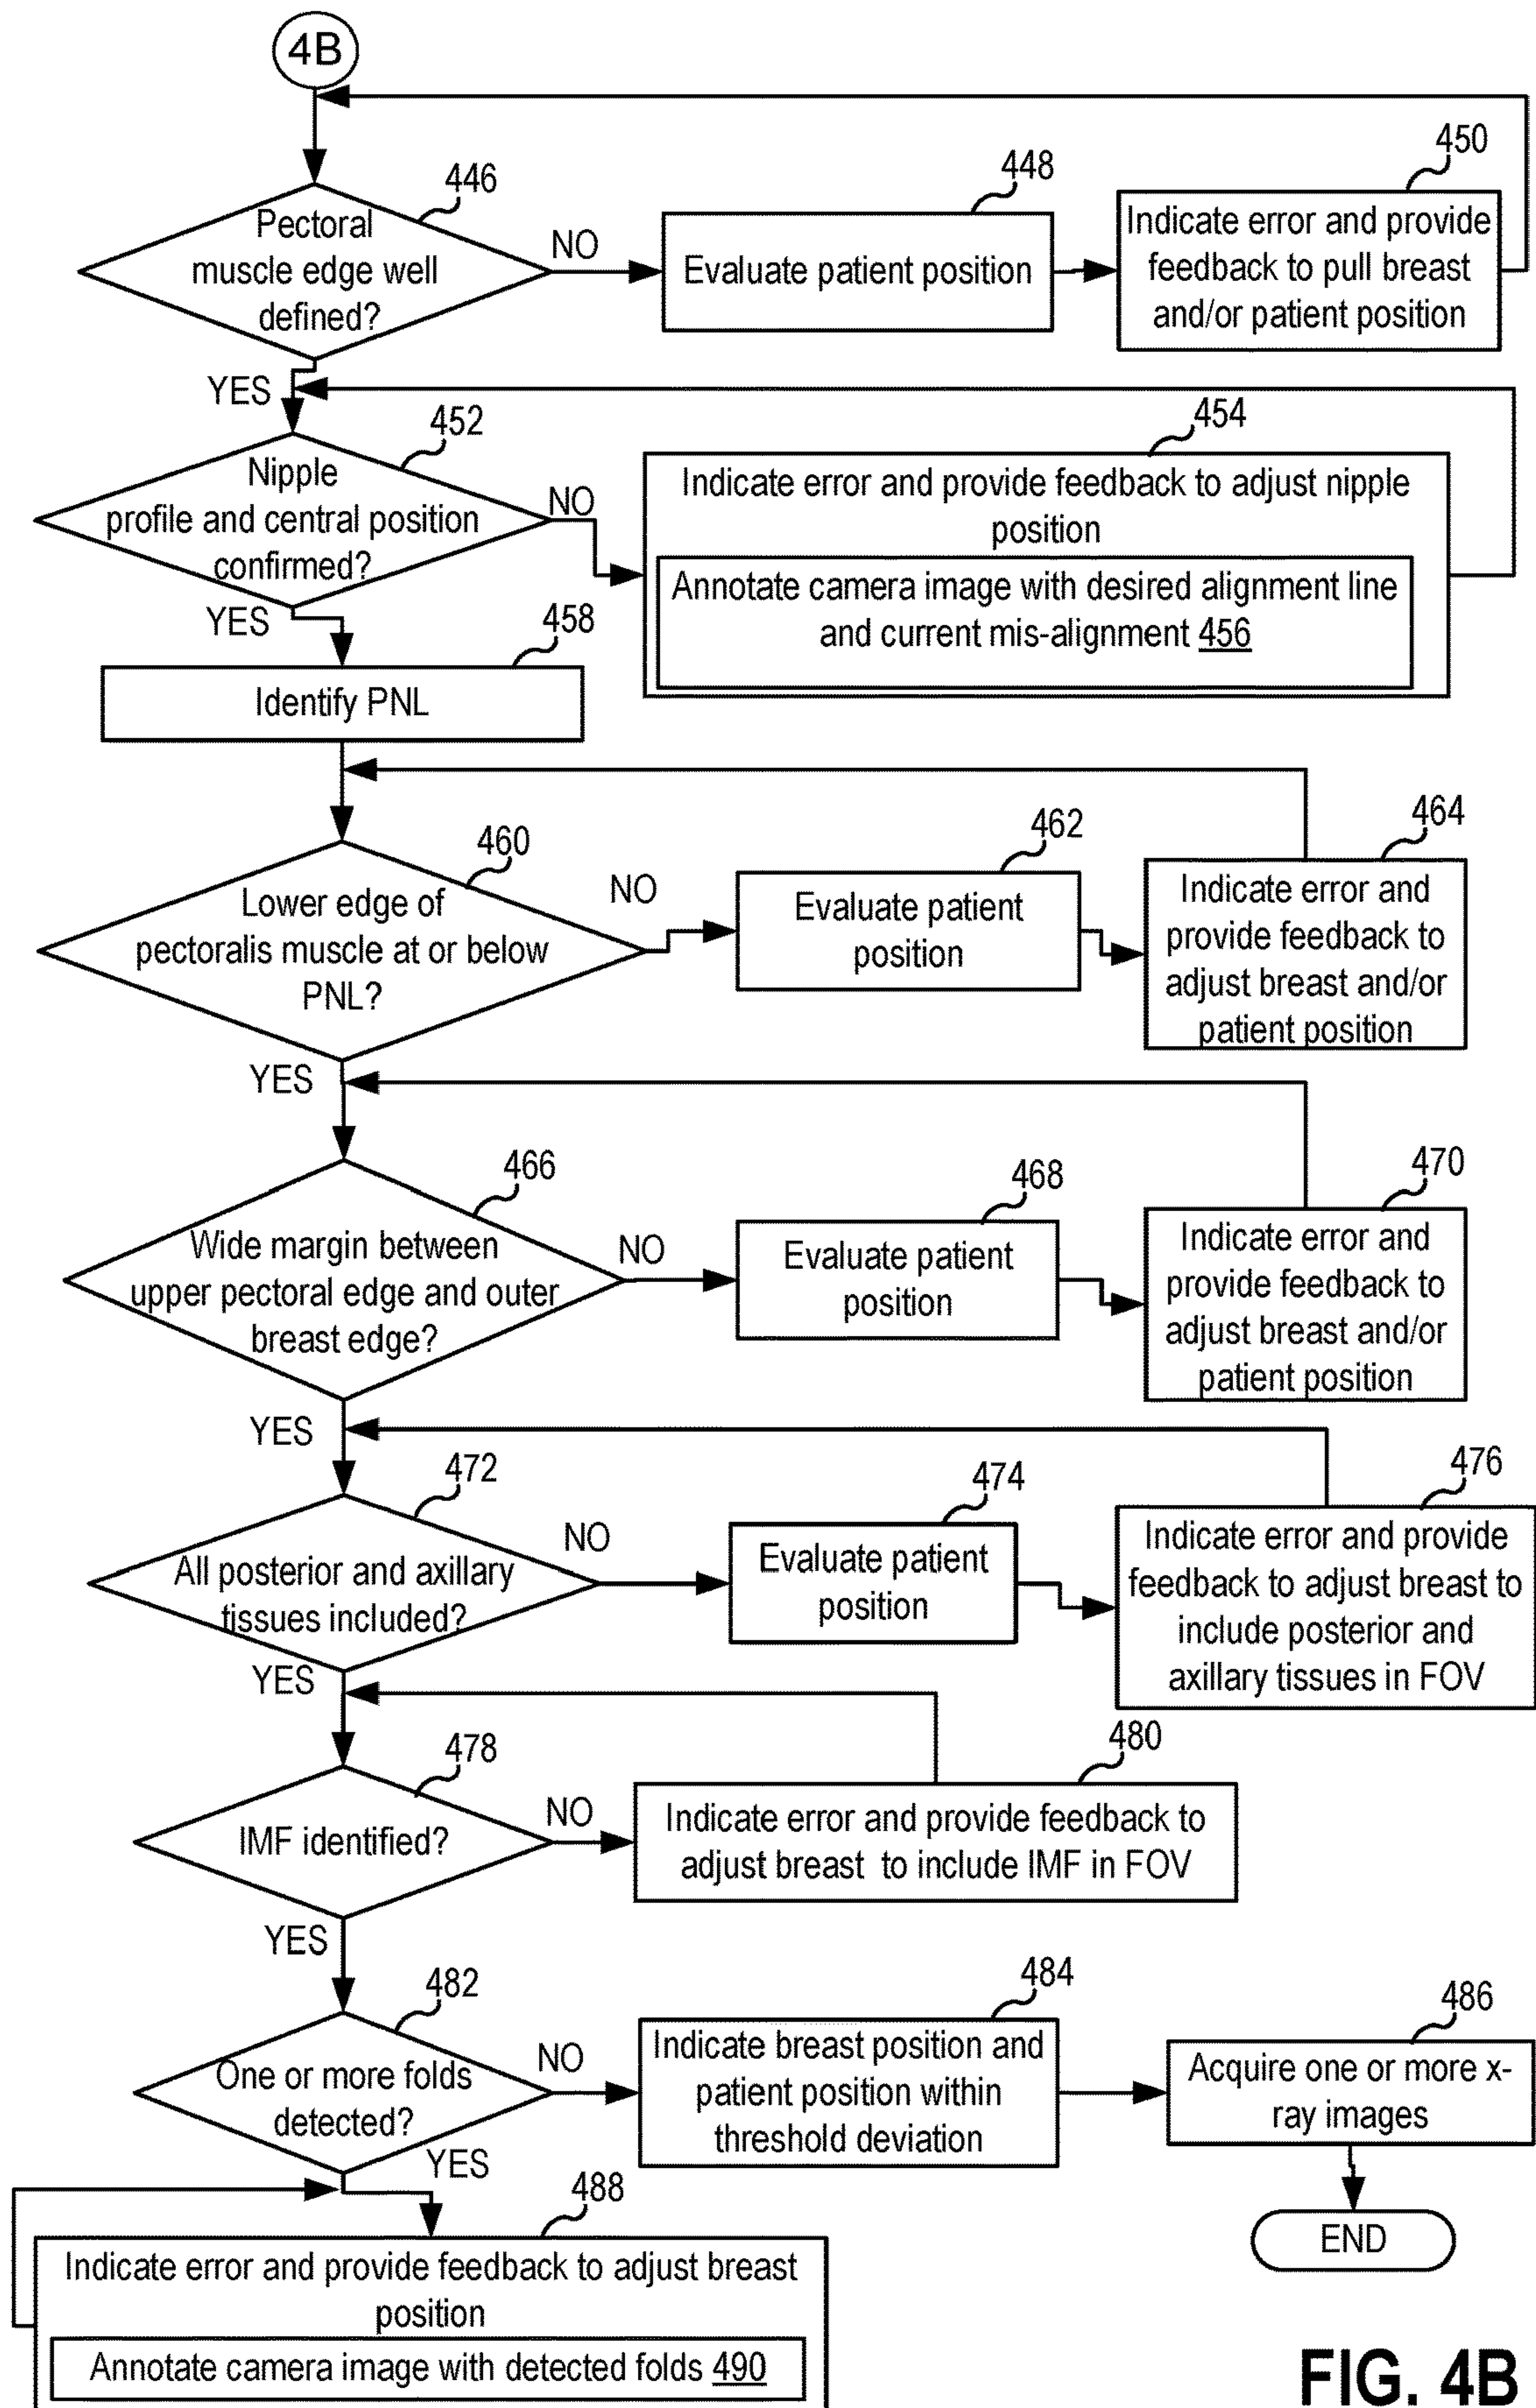 4B
446
Pectoral
muscle edge well
defined?
NO
448
Evaluate patient position
450
Indicate error and provide
feedback to pull breast
and/or patient position
YES
452
Nipple
profile and central position
confirmed?
NO
454
Indicate error and provide feedback to adjust nipple
position
Annotate camera image with desired alignment line
and current mis-alignment 456
YES
458
Identify PNL
460
Lower edge of
pectoralis muscle at or below
PNL?
NO
462
Evaluate patient
position
464
Indicate error and
provide feedback to
adjust breast and/or
patient position
YES
466
Wide margin between
upper pectoral edge and outer
breast edge?
NO
468
Evaluate patient
position
470
Indicate error and
provide feedback to
adjust breast and/or
patient position
YES
472
All posterior and axillary
tissues included?
NO
474
Evaluate patient
position
476
Indicate error and provide
feedback to adjust breast to
include posterior and
axillary tissues in FOV
YES
478
IMF identified?
NO
480
Indicate error and provide feedback to
adjust breast to include IMF in FOV
YES
482
One or more folds
detected?
NO
484
Indicate breast position and
patient position within
threshold deviation
486
Acquire one or more x-
ray images
END
YES
488
Indicate error and provide feedback to adjust breast
position
Annotate camera image with detected folds 490
FIG. 4B